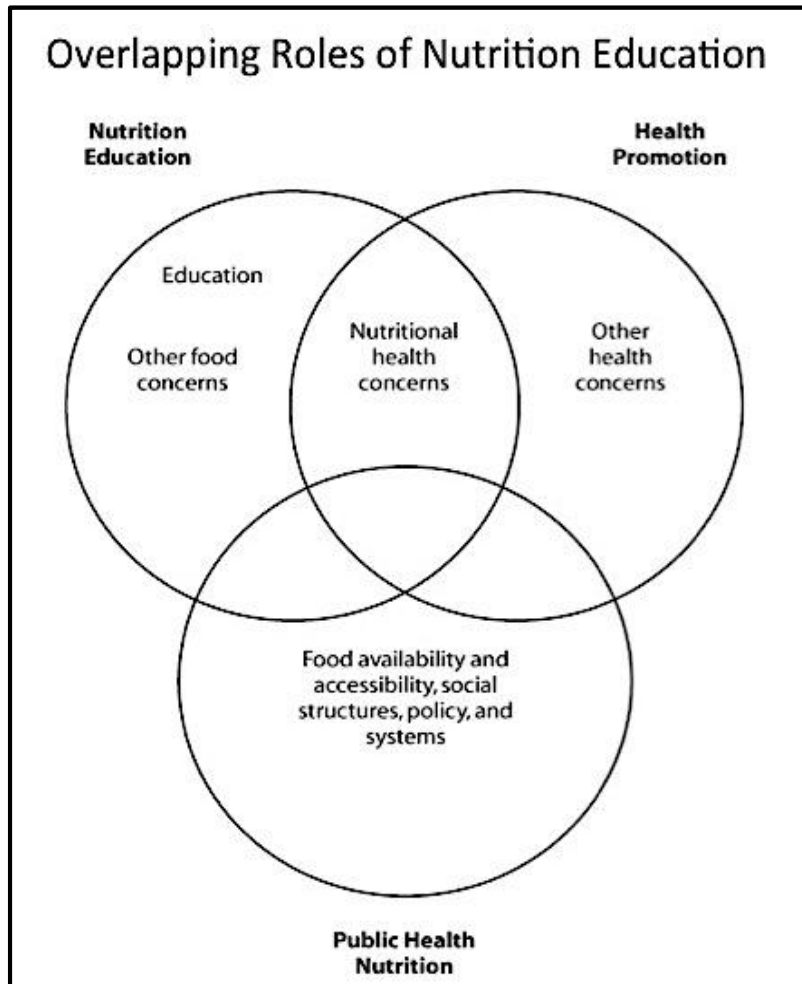 Overlapping Roles of Nutrition Education
Nutrition
Education
Health
Promotion
Education
Other food
concerns
Nutritional
health
concerns
Other
health
concerns
Food availability and
accessibility, social
structures, policy, and
systems
Public Health
Nutrition